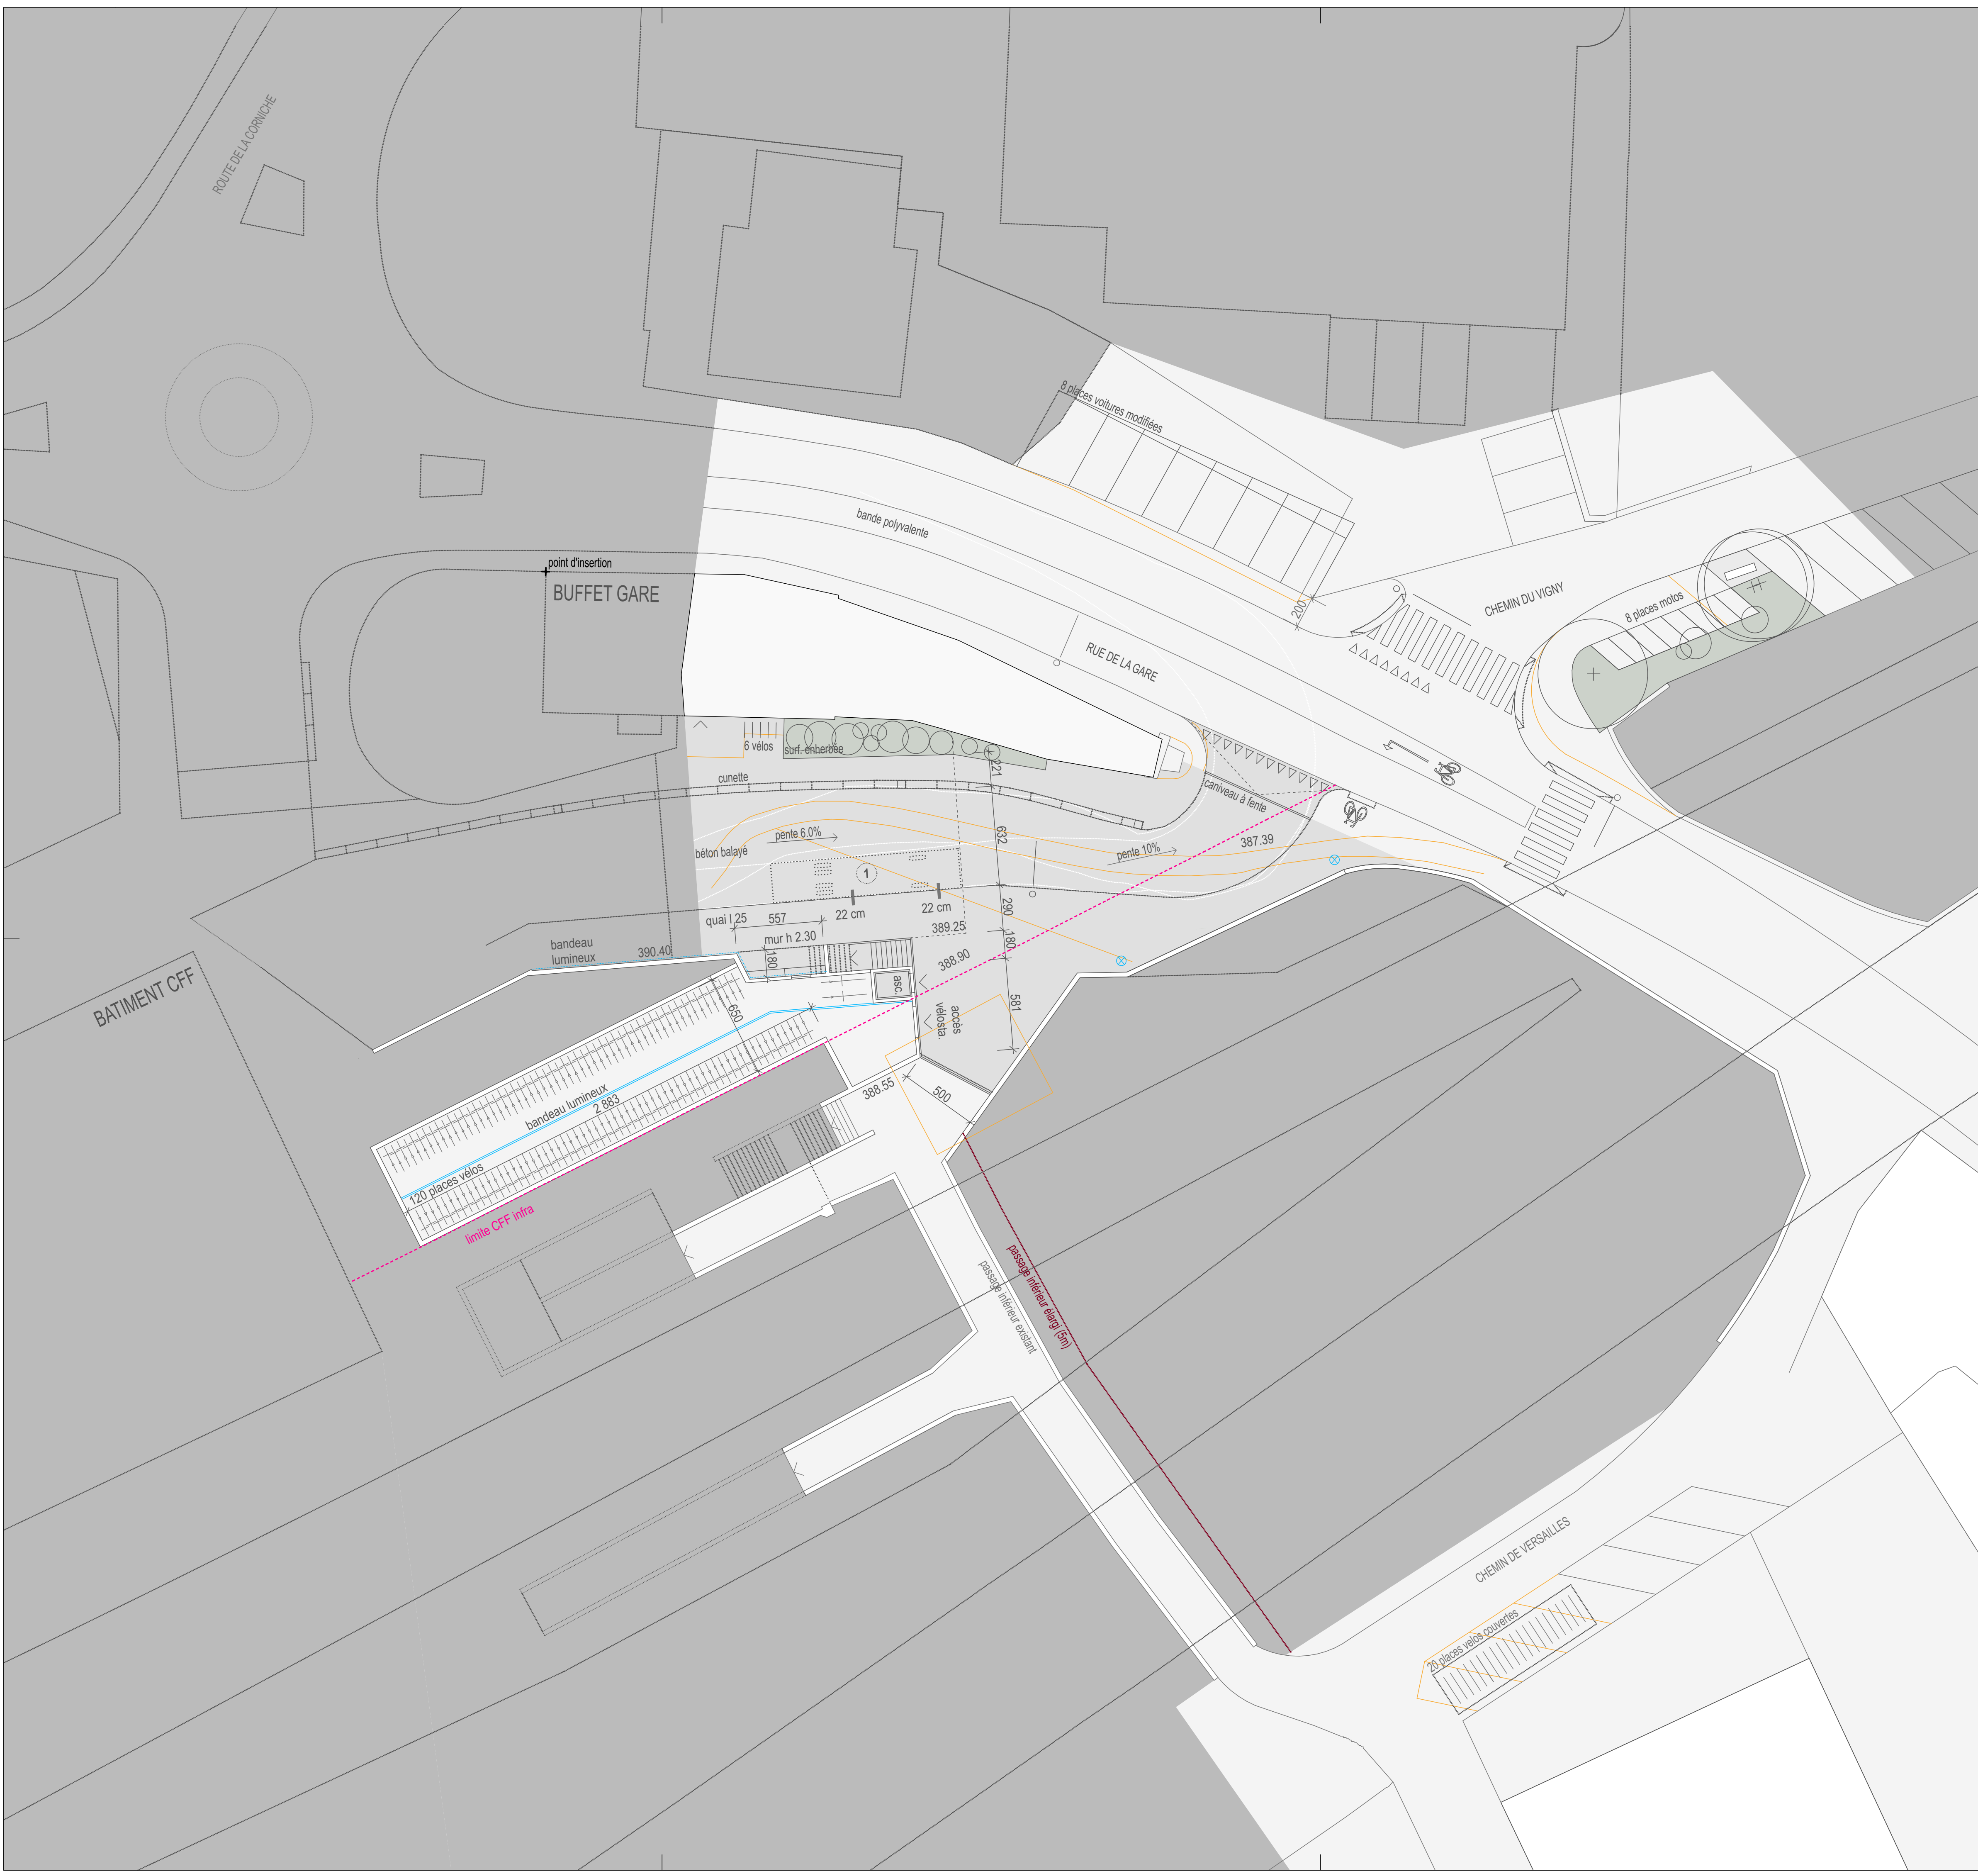 ROUTE DE LA CORNICHE
8 places voitures modifiées
bande polyvalente
point d'insertion
BUFFET GARE
200
CHEMIN DU VIGNY
8 places motos
RUE DE LA GARE
6 vélos
surf. enherbée
221
cunette
caniveau à fente
632
pente 6.0%
387.39
béton balayé
pente 10%
1
290
quai l 25
557
22 cm
22 cm
389.25
mur h 2.30
180
bandeau
lumineux
390.40
180
388.90
BATIMENT CFF
asc.
650
accès
vélosta.
581
388.55
500
bandeau lumineux
2 883
120 places vélos
limite CFF infra
passage inférieur existant
passage inférieur élargi (5m)
CHEMIN DE VERSAILLES
20 places velos couvertes